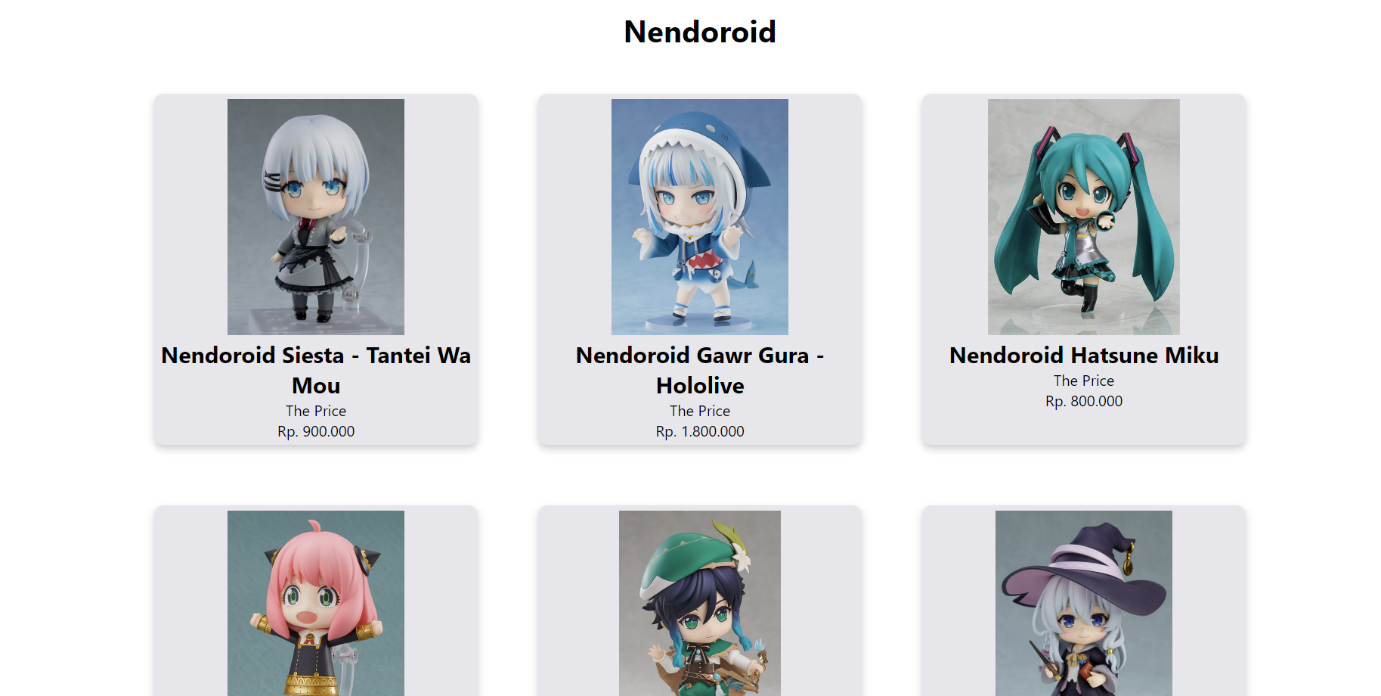 Nendoroid
Nendoroid Siesta - Tantei Wa
Mou
The Price
Rp. 900.000
Nendoroid Gawr Gura -
Hololive
The Price
Rp. 1.800.000
Nendoroid Hatsune Miku
The Price
Rp. 800.000